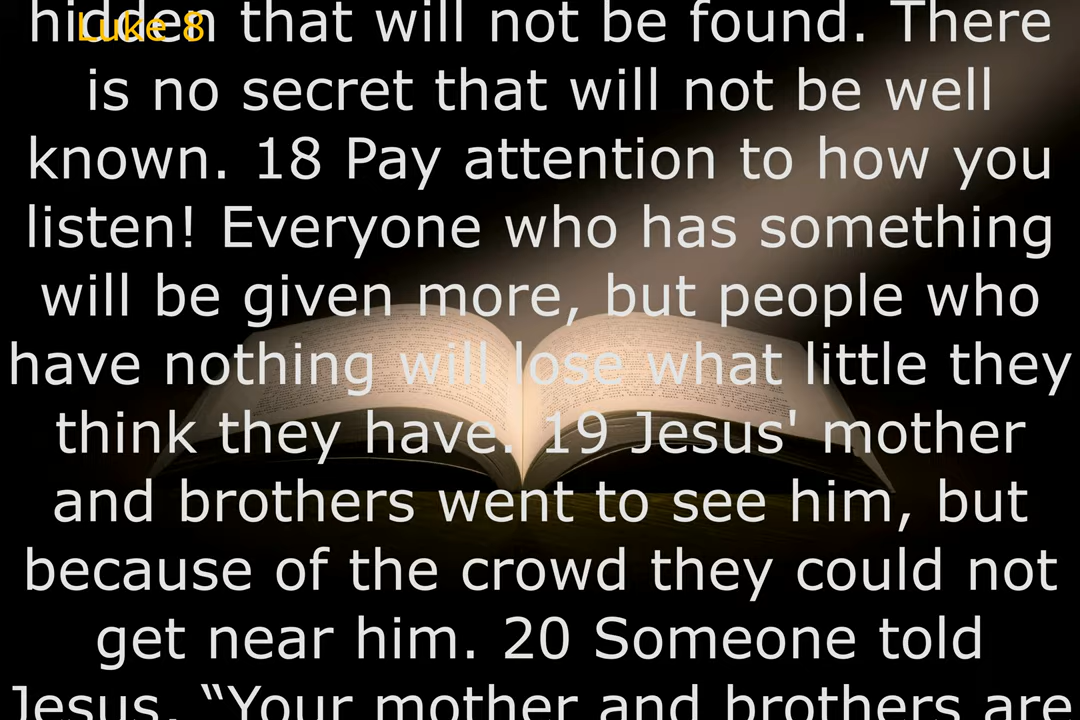 Luke 8
hidden that will not be found. There
is no secret that will not be well
known. 18 Pay attention to how you
listen! Everyone who has something
will be given more, but people who
have nothing will lose what little they
think they have. 19 Jesus' mother
and brothers went to see him, but
because of the crowd they could not
get near him. 20 Someone told
Jesus, “Your mother and brothers are